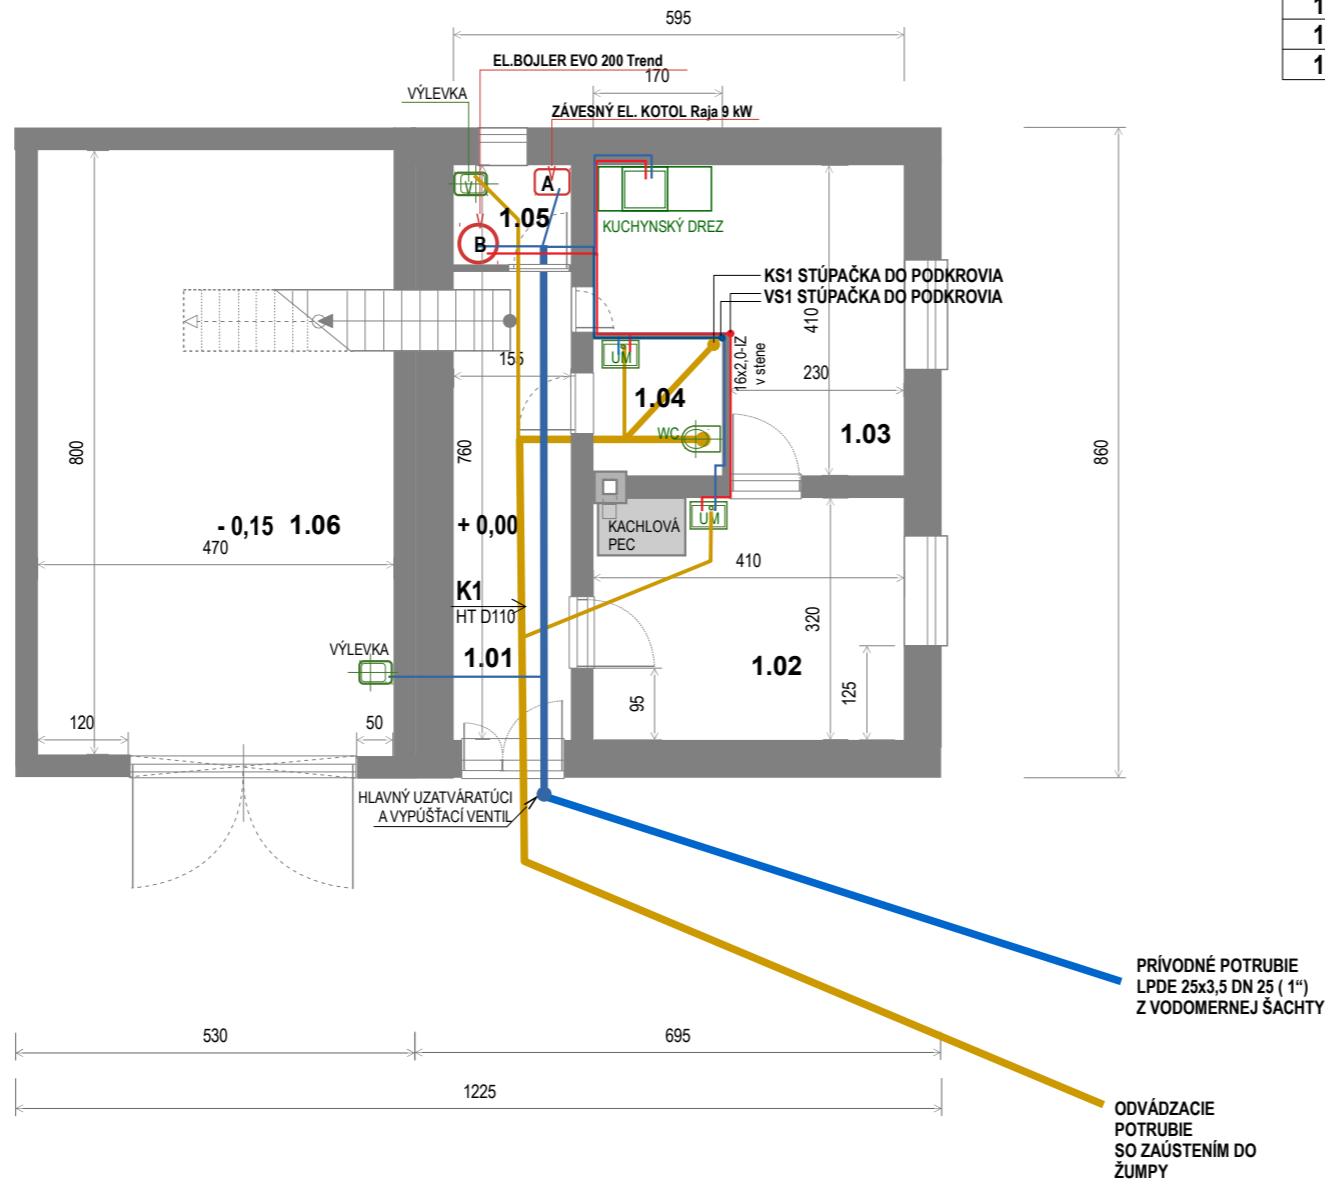 595
1
1
1
EL.BOJLER EVO 200 Trend
170
VÝLEVKA
ZÁVESNÝ EL. KOTOL Raja 9 kW
A
V
1.05
KUCHYNSKÝ DREZ
B
KS1 STÚPAČKA DO PODKROVIA
VS1 STÚPAČKA DO PODKROVIA
410
155
UM
16x2,0-IZ
v stene
230
1.04
WC
1.03
800
760
860
- 0,15 1.06
470
+ 0,00
KACHLOVÁ
PEC
UM
410
K1
HT D110
320
VÝLEVKA
1.01
1.02
95
125
120
50
HLAVNÝ UZATVÁRATÚCI
A VYPÚŠŤACÍ VENTIL
PRÍVODNÉ POTRUBIE
LPDE 25x3,5 DN 25 ( 1“)
Z VODOMERNEJ ŠACHTY
530
695
1225
ODVÁDZACIE
POTRUBIE
SO ZAÚSTENÍM DO
ŽUMPY